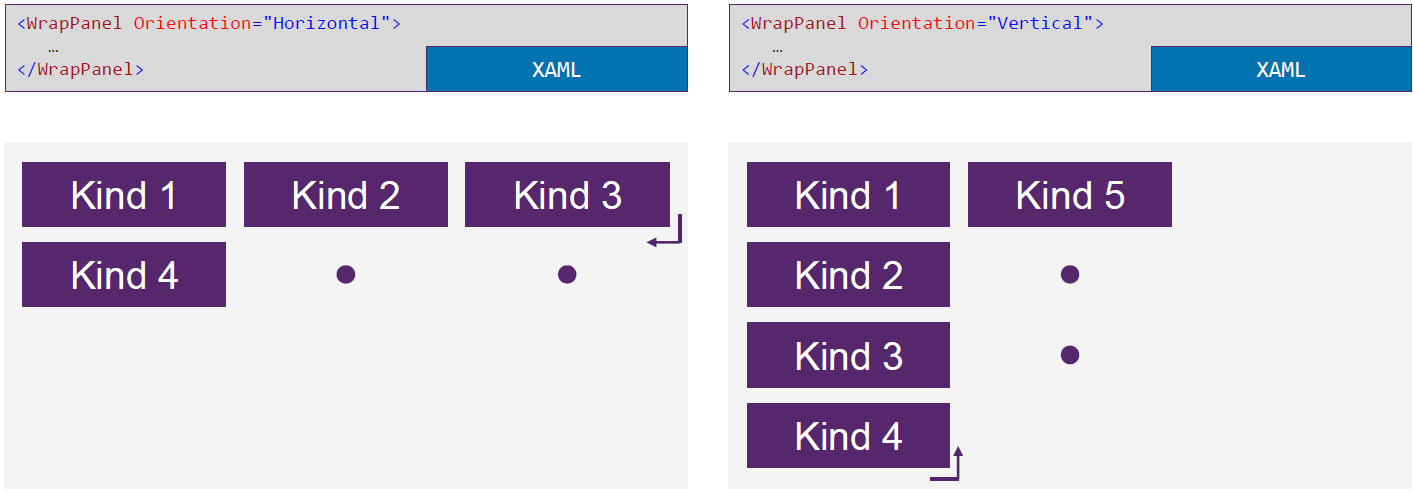 <WrapPanel Orientation="Horizontal">
…
</WrapPanel>
XAML
Kind 1 Kind 2 Kind 3
Kind 4
<WrapPanel Orientation="Vertical">
…
</WrapPanel>
XAML
Kind 1 Kind 5
Kind 2
Kind 3
Kind 4